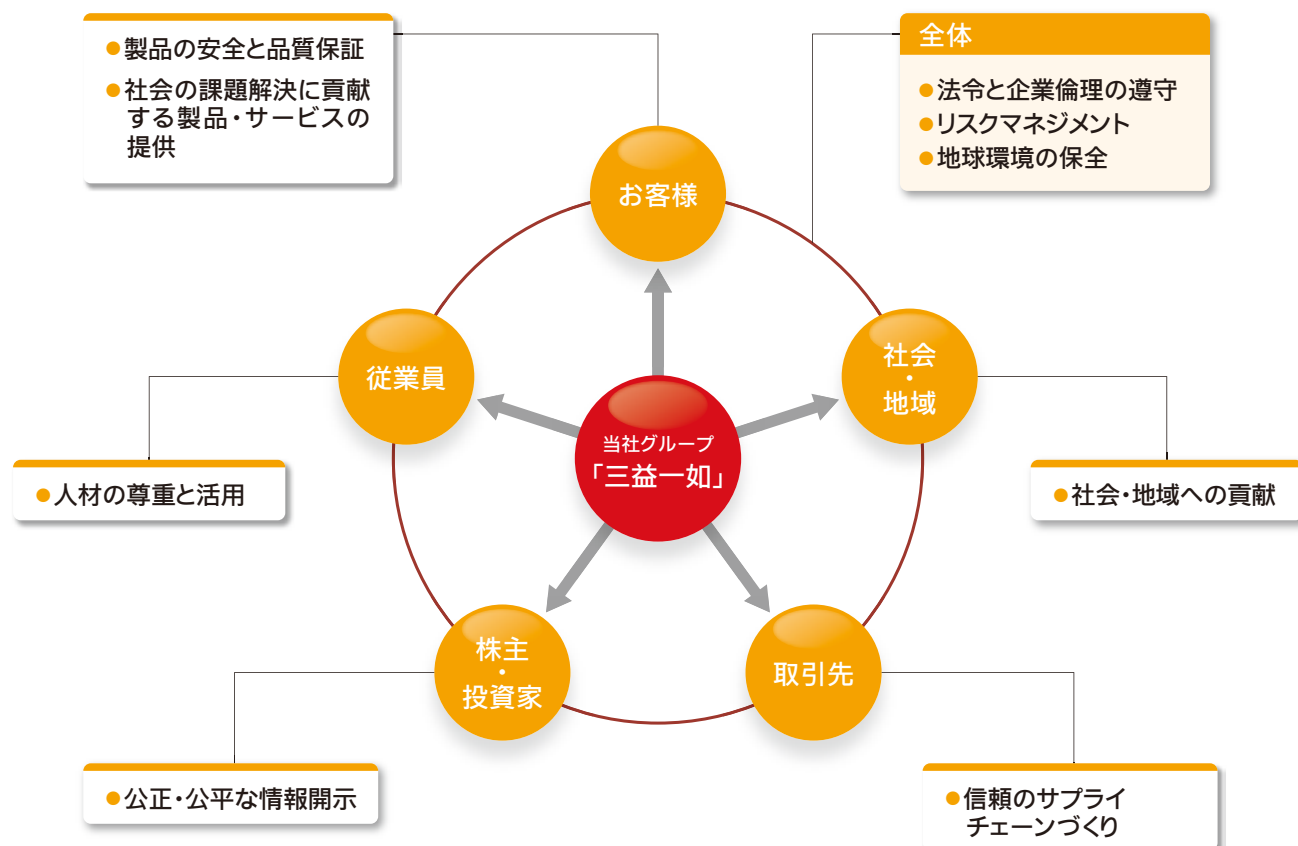 ●製品の安全と品質保証
●社会の課題解決に貢献
する製品・サービスの
提供
全体
●法令と企業倫理の遵守
●リスクマネジメント
●地球環境の保全
お客様
従業員
社会
・
地域
当社グループ
「三益一如」
●人材の尊重と活用
●社会・地域への貢献
株主
・
投資家
取引先
●公正・公平な情報開示
●信頼のサプライ
チェーンづくり